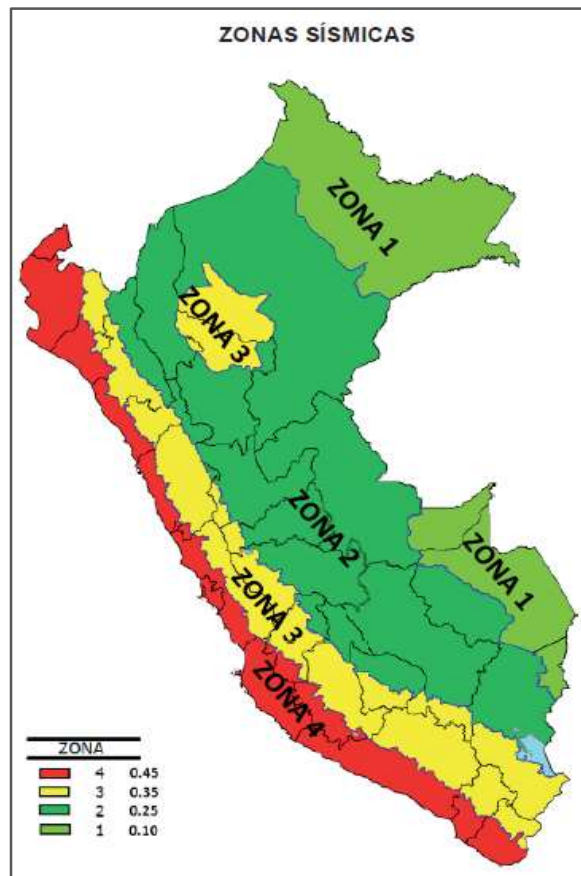 ZONAS SÍSMICAS
ZONA 1
ZONA 3
ZONA 2
ZONA 1
ZONA 3
ZONA 4
ZONA
4 0.45
3 0.35
2 0.25
1 0.10